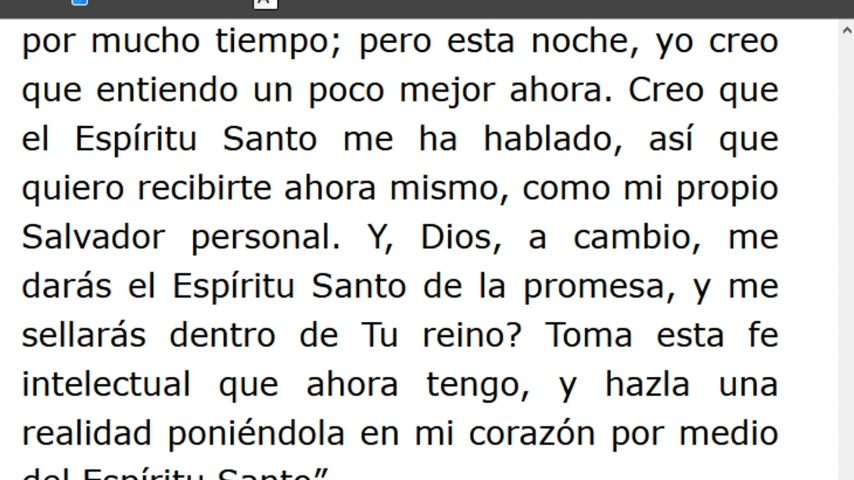 por mucho tiempo; pero esta noche, yo creo
que entiendo un poco mejor ahora. Creo que
el Espíritu Santo me ha hablado, así que
quiero recibirte ahora mismo, como mi propio
Salvador personal. Y, Dios, a cambio, me
darás el Espíritu Santo de la promesa, y me
sellarás dentro de Tu reino? Toma esta fe
intelectual que ahora tengo, y hazla una
realidad poniéndola en mi corazón por medio
del Espíritu Santo”